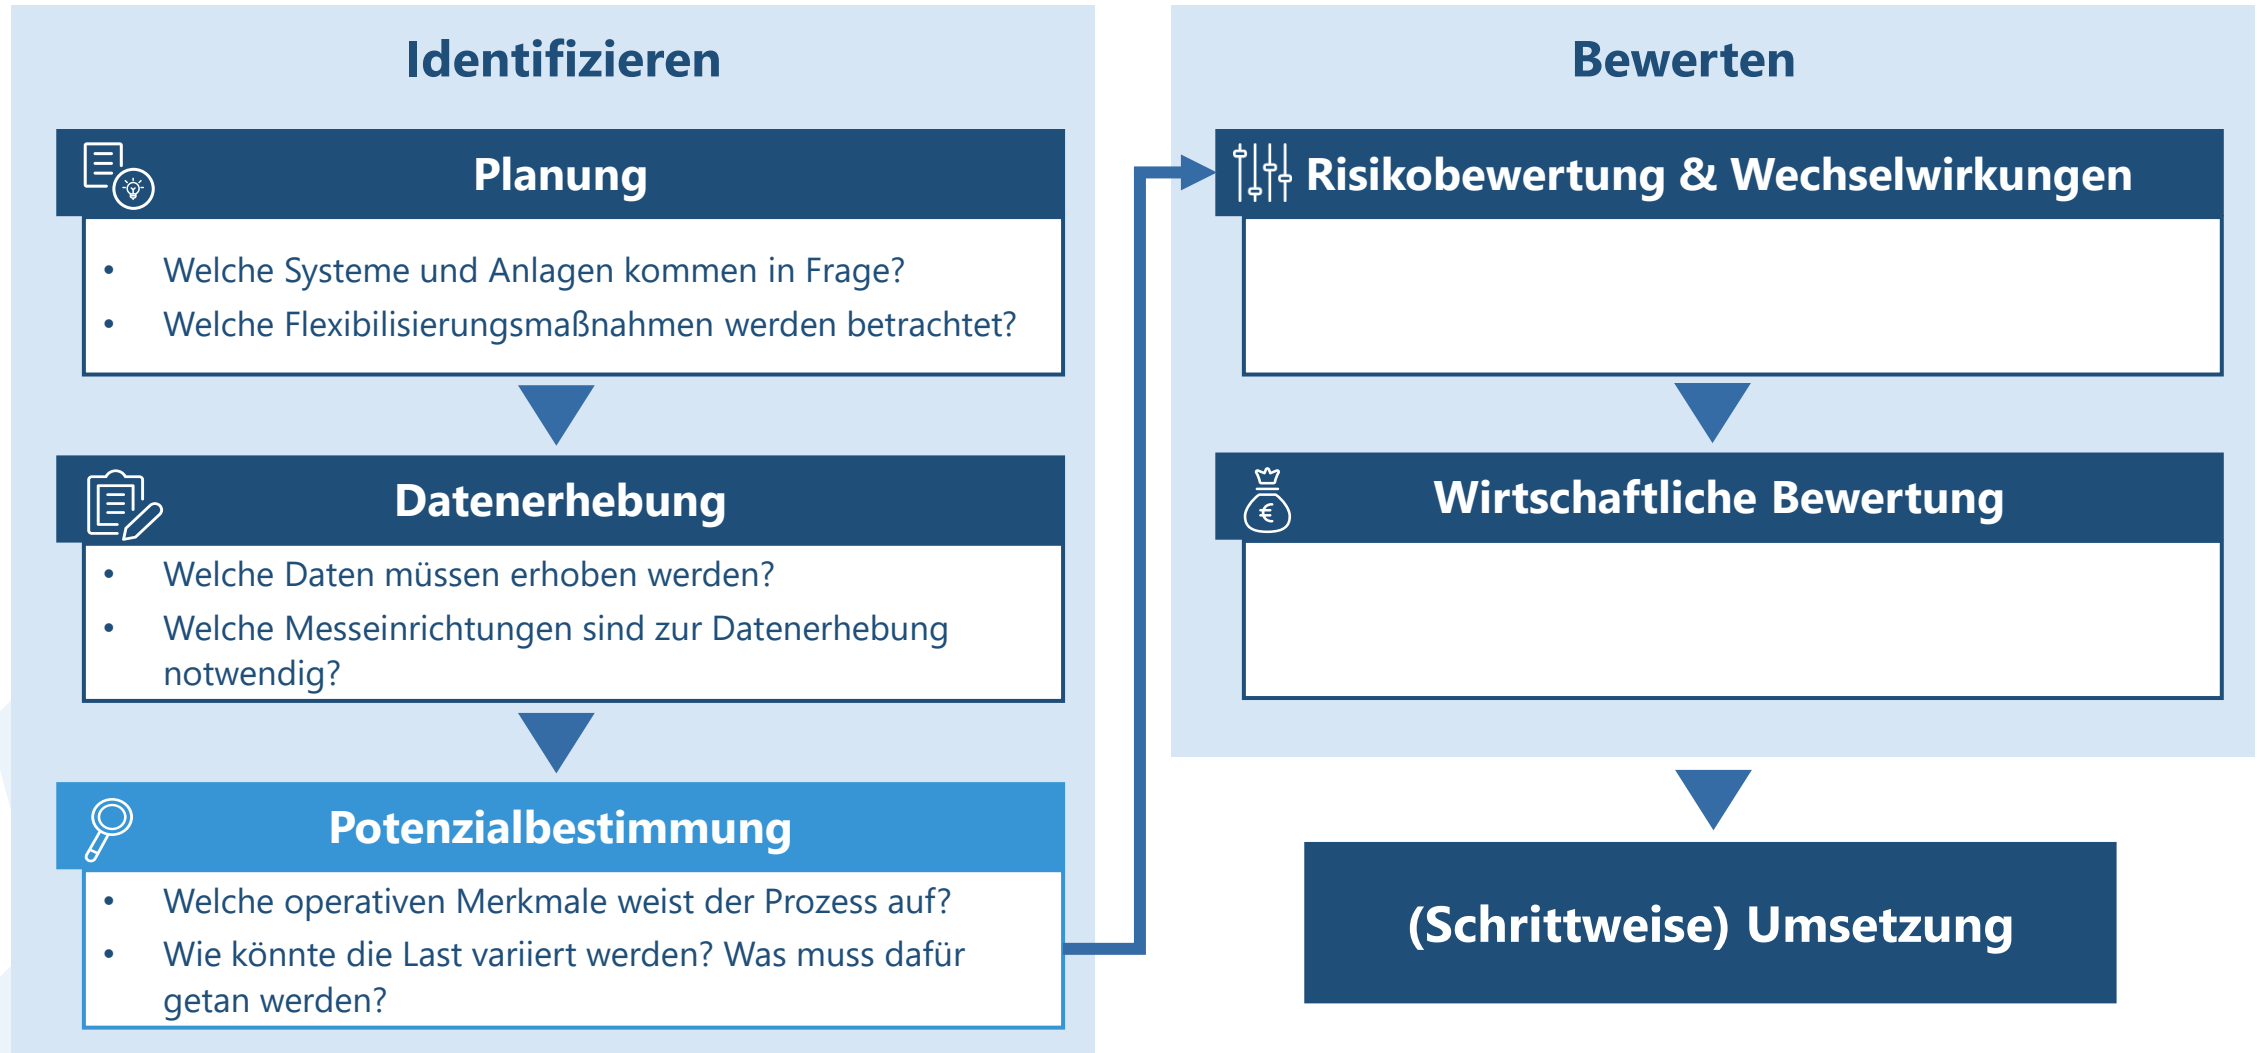 Identifizieren
Planung
• Welche Systeme und Anlagen kommen in Frage?
• Welche Flexibilisierungsmaßnahmen werden betrachtet?
Datenerhebung
• Welche Daten müssen erhoben werden?
• Welche Messeinrichtungen sind zur Datenerhebung
notwendig?
Potenzialbestimmung
• Welche operativen Merkmale weist der Prozess auf?
• Wie könnte die Last variiert werden? Was muss dafür
getan werden?
Bewerten
Risikobewertung & Wechselwirkungen
€
Wirtschaftliche Bewertung
(Schrittweise) Umsetzung